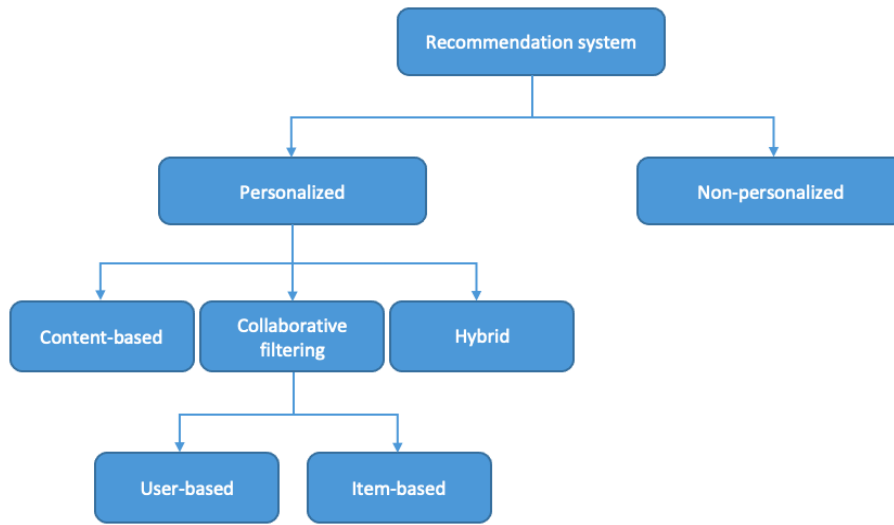 Recommendation system
Personalized
Non-personalized
Content-based
Collaborative
filtering
Hybrid
User-based
Item-based